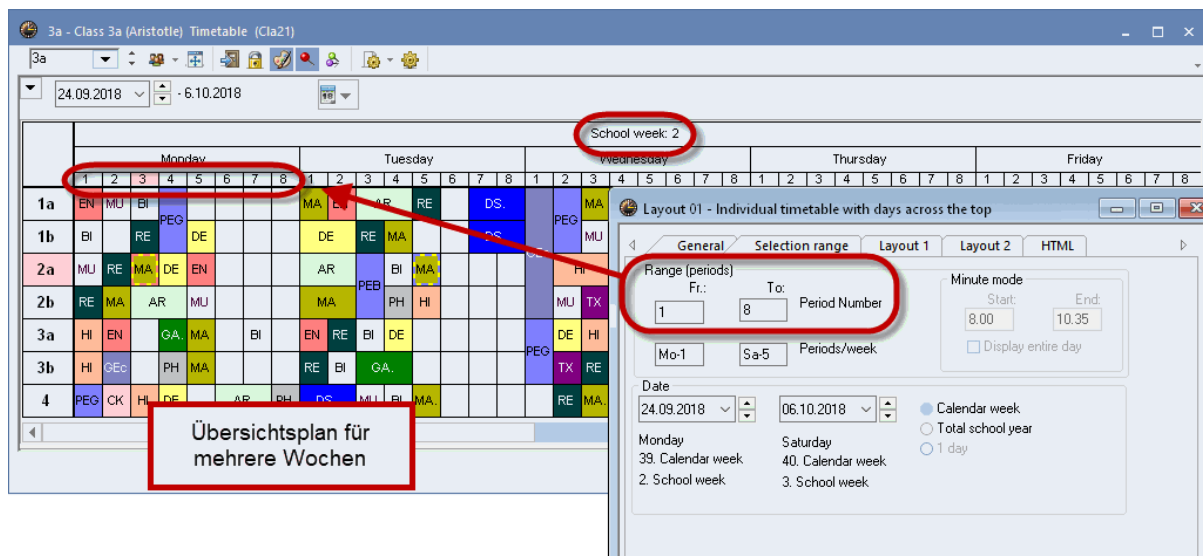 3a - Class 3a (Aristotle) Timetable (Cla21)
3a
24.09.2018 - 6.10.2018
School week: 2
Monday Tuesday Wednesday Thursday Friday
1 2 3 4 5 6 7 8 1 2 3 4 5 6 7 8 1 2 3 4 5 6 7 8 1 2 3 4 5 6 7 8 1 2 3 4 5 6 7 8
1a EN MU BI PEG MA AR RE DS. PEG MA
1b BI RE DE DE RE MA DS. GEc MU
2a MU RE MA DE EN AR PEB BI MA HI
2b RE MA AR MU MA PH HI MU TX
3a HI EN GA. MA BI EN RE BI DE PEG DE HI
3b HI GEc PH MA RE BI GA. TX RE
4 PEG CK HI DE AR PH DS. MU BI MA. RE MA.
Übersichtsplan für
mehrere Wochen
Layout 01 - Individual timetable with days across the top
General Selection range Layout 1 Layout 2 HTML
Range (periods)
Fr.: To:
1 8 Period Number
Mo-1 Sa-5 Periods/week
Minute mode
Start: End:
8.00 10.35
Display entire day
Date
24.09.2018 06.10.2018
Monday Saturday
39. Calendar week 40. Calendar week
2. School week 3. School week
Calendar week
Total school year
1 day